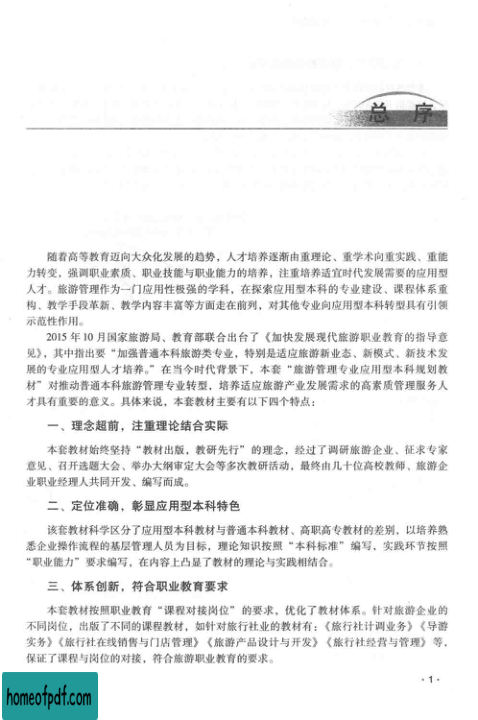 总 序
随着高等教育迈向大众化发展的趋势，人才培养逐渐由重理论、重学术向重实践、重能
力转变，强调职业素质、职业技能与职业能力的培养，注重培养适宜时代发展需要的应用型
人才。旅游管理作为一门应用性极强的学科，在探索应用型本科的专业建设、课程体系重
构、教学手段革新、教学内容丰富等方面走在前列，对其他专业向应用型本科转型具有引领
示范性作用。
2015 年 10 月国家旅游局、教育部联合出台了《加快发展现代旅游职业教育的指导意
见》，其中指出要“加强普通本科旅游类专业，特别是适应旅游新业态、新模式、新技术发
展的专业应用型人才培养。”在当今时代背景下，本套“旅游管理专业应用型本科规划教
材”对推动普通本科旅游管理专业转型，培养适应旅游产业发展需求的高素质管理服务人
才具有重要的意义。具体来说，本套教材主要有以下四个特点：
一、理念超前，注重理论结合实际
本套教材始终坚持“教材出版，教研先行”的理念，经过了调研旅游企业、征求专家
意见、召开选题大会、举办大纲审定大会等多次教研活动，最终由几十位高校教师、旅游企
业职业经理人共同开发、编写而成。
二、定位准确，彰显应用型本科特色
该套教材科学区分了应用型本科教材与普通本科教材、高职高专教材的差别，以培养熟
悉企业操作流程的基层管理人员为目标，理论知识按照“本科标准”编写，实践环节按照
“职业能力”要求编写，在内容上凸显了教材的理论与实践相结合。
三、体系创新，符合职业教育要求
本套教材按照职业教育“课程对接岗位”的要求，优化了教材体系。针对旅游企业的
不同岗位，出版了不同的课程教材，如针对旅行社业的教材有：《旅行社计调业务》《导游
实务》《旅行社在线销售与门店管理》《旅游产品设计与开发》《旅行社经营与管理》等，
保证了课程与岗位的对接，符合旅游职业教育的要求。
·1·
homeofpdf.com